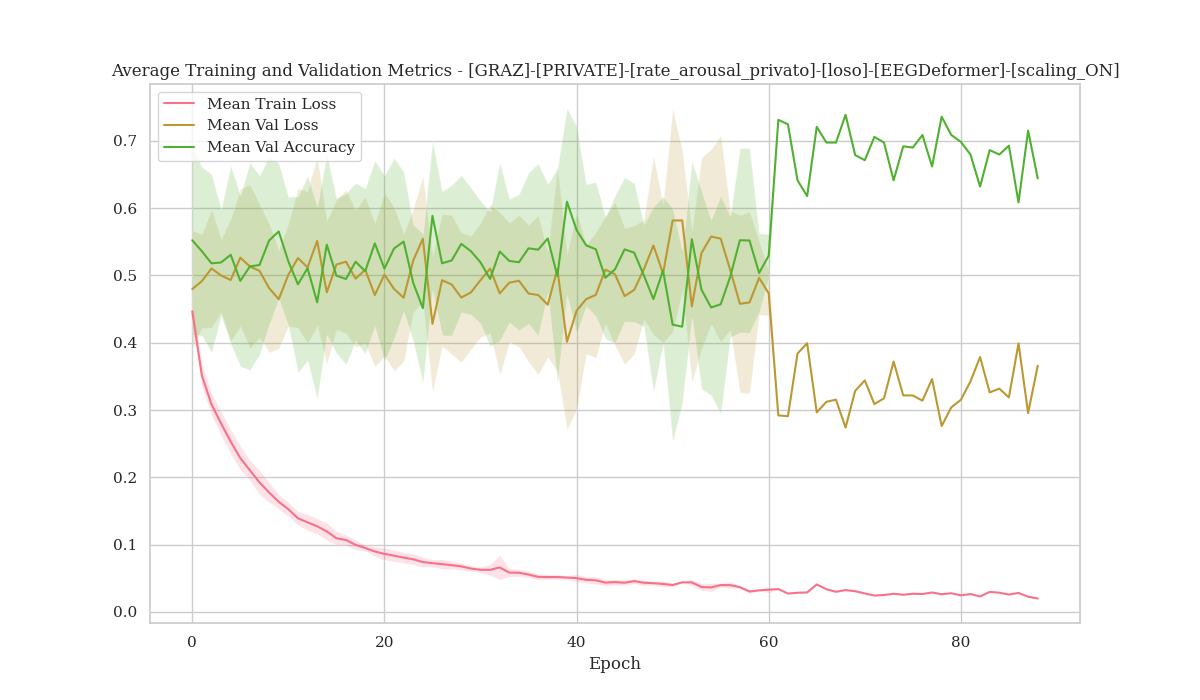 Average Training and Validation Metrics - [GRAZ]-[PRIVATE]-[rate_arousal_privato]-[loso]-[EEGDeformer]-[scaling_ON]
Mean Train Loss
Mean Val Loss
Mean Val Accuracy
0.7
0.6
0.5
0.4
0.3
0.2
0.1
0.0
0 20 40 60 80
Epoch